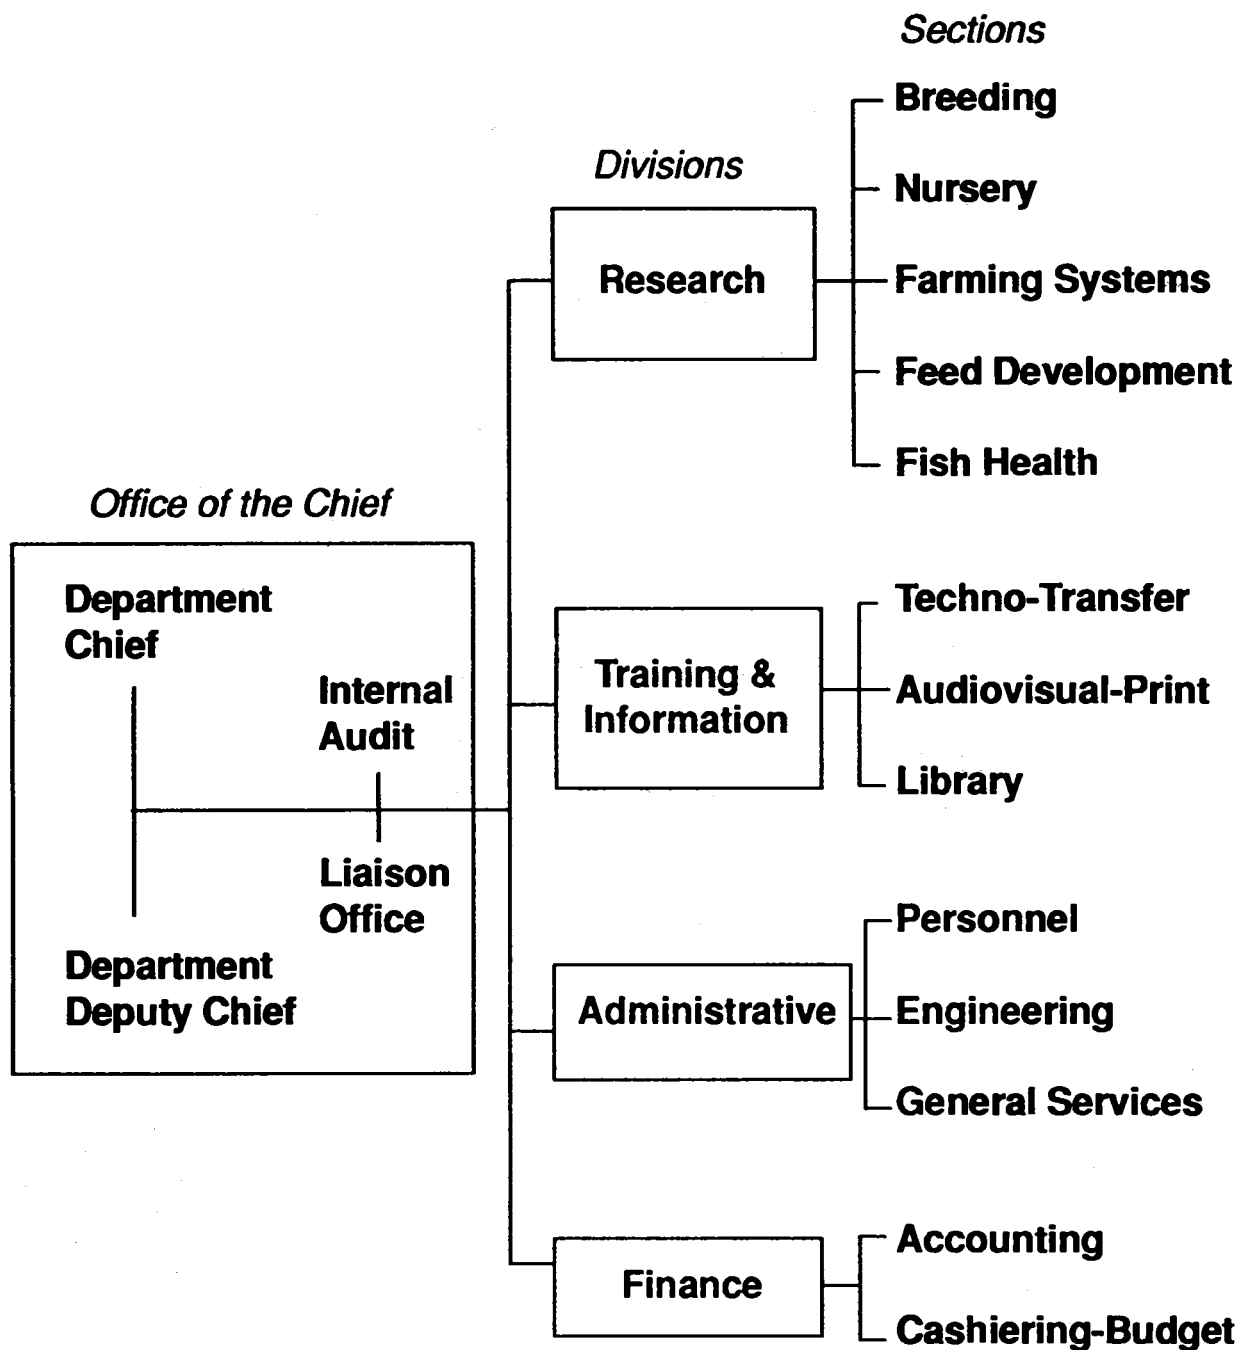 Sections
Breeding
Divisions
Nursery
Research
Farming Systems
Feed Development
Fish Health
Office of the Chief
Department
Chief
Internal
Audit
Liaison
Office
Department
Deputy Chief
Techno-Transfer
Training &
Information
Audiovisual-Print
Library
Personnel
Administrative
Engineering
General Services
Accounting
Finance
Cashiering-Budget